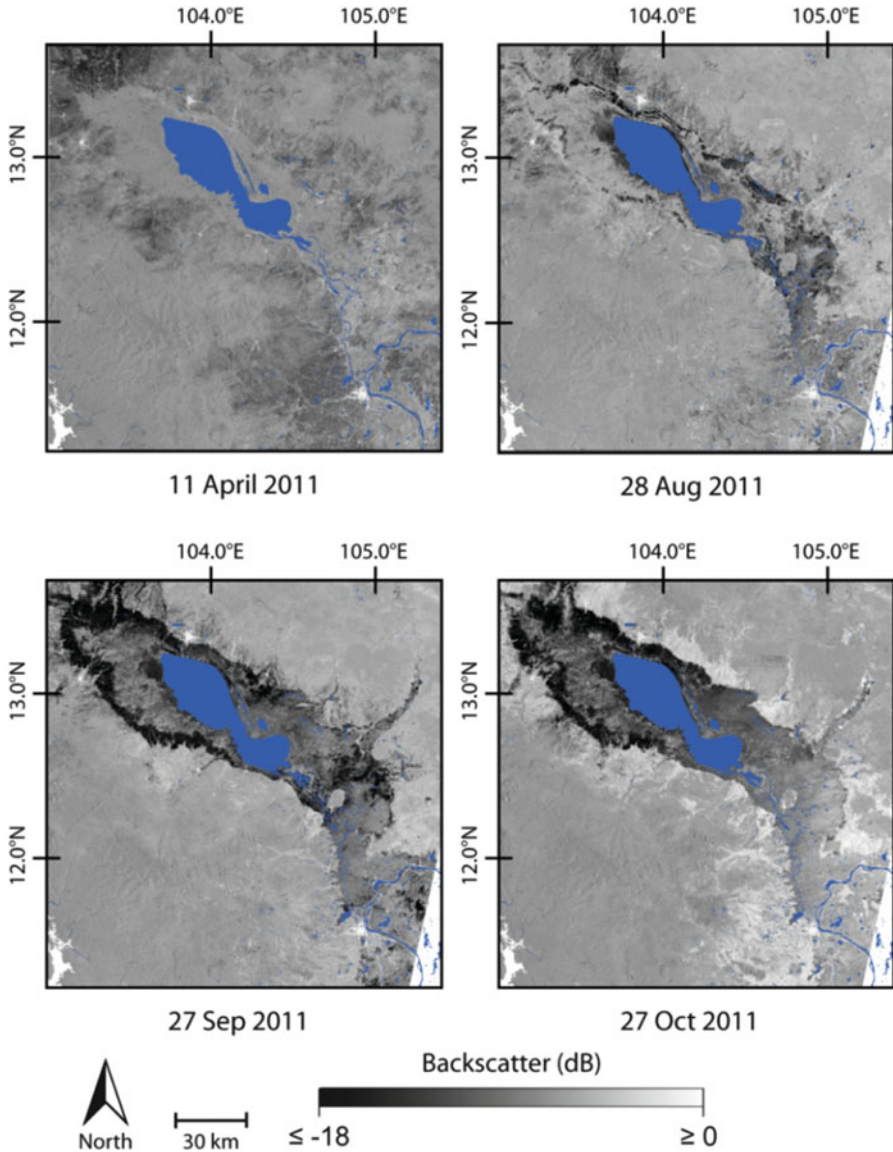 104.0°E 105.0°E 104.0°E 105.0°E
13.0°N 13.0°N
12.0°N 12.0°N
11 April 2011 28 Aug 2011
104.0°E 105.0°E 104.0°E 105.0°E
13.0°N 13.0°N
12.0°N 12.0°N
27 Sep 2011 27 Oct 2011
Backscatter (dB)
North 30 km ≤ -18 ≥ 0